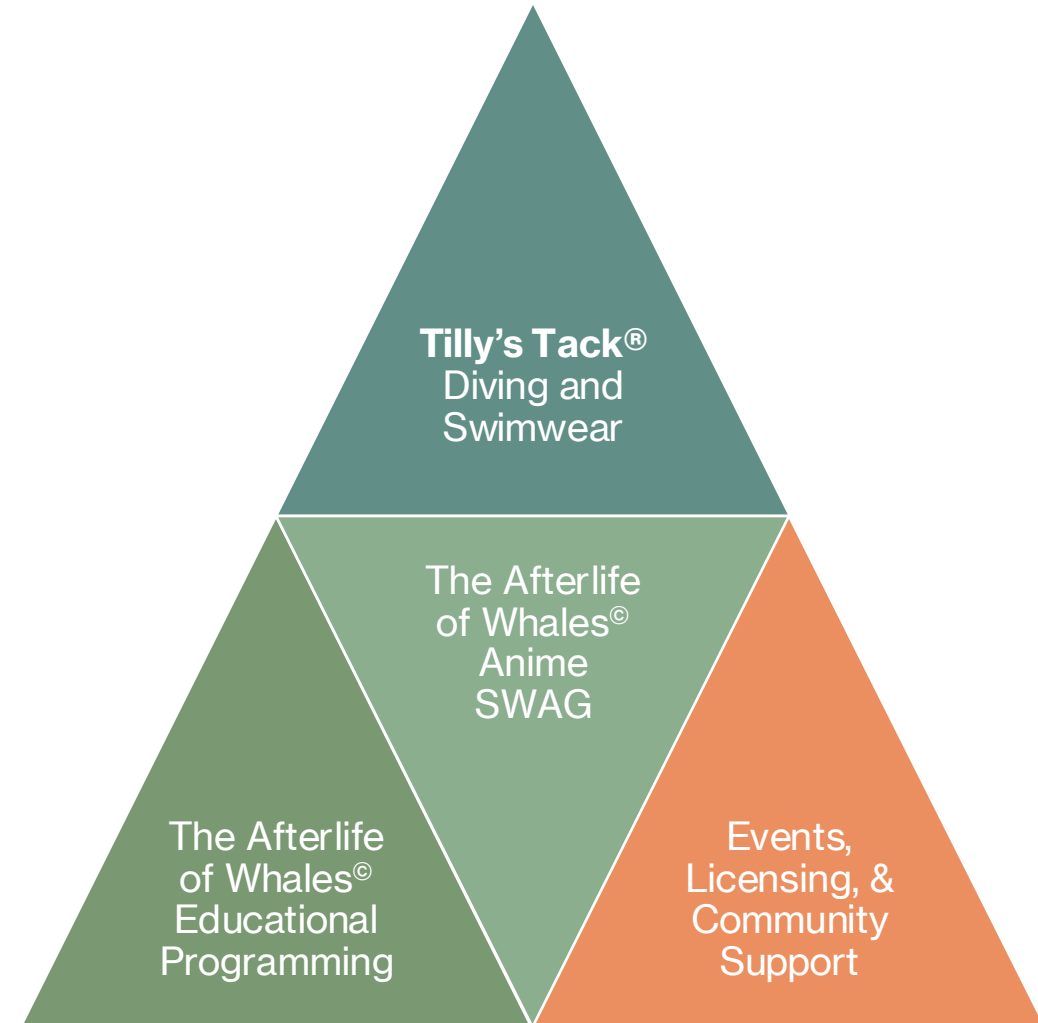 Tilly’s Tack®
Diving and
Swimwear
The Afterlife
of Whales©
Anime
SWAG
The Afterlife
of Whales©
Educational
Programming
Events,
Licensing, &
Community
Support